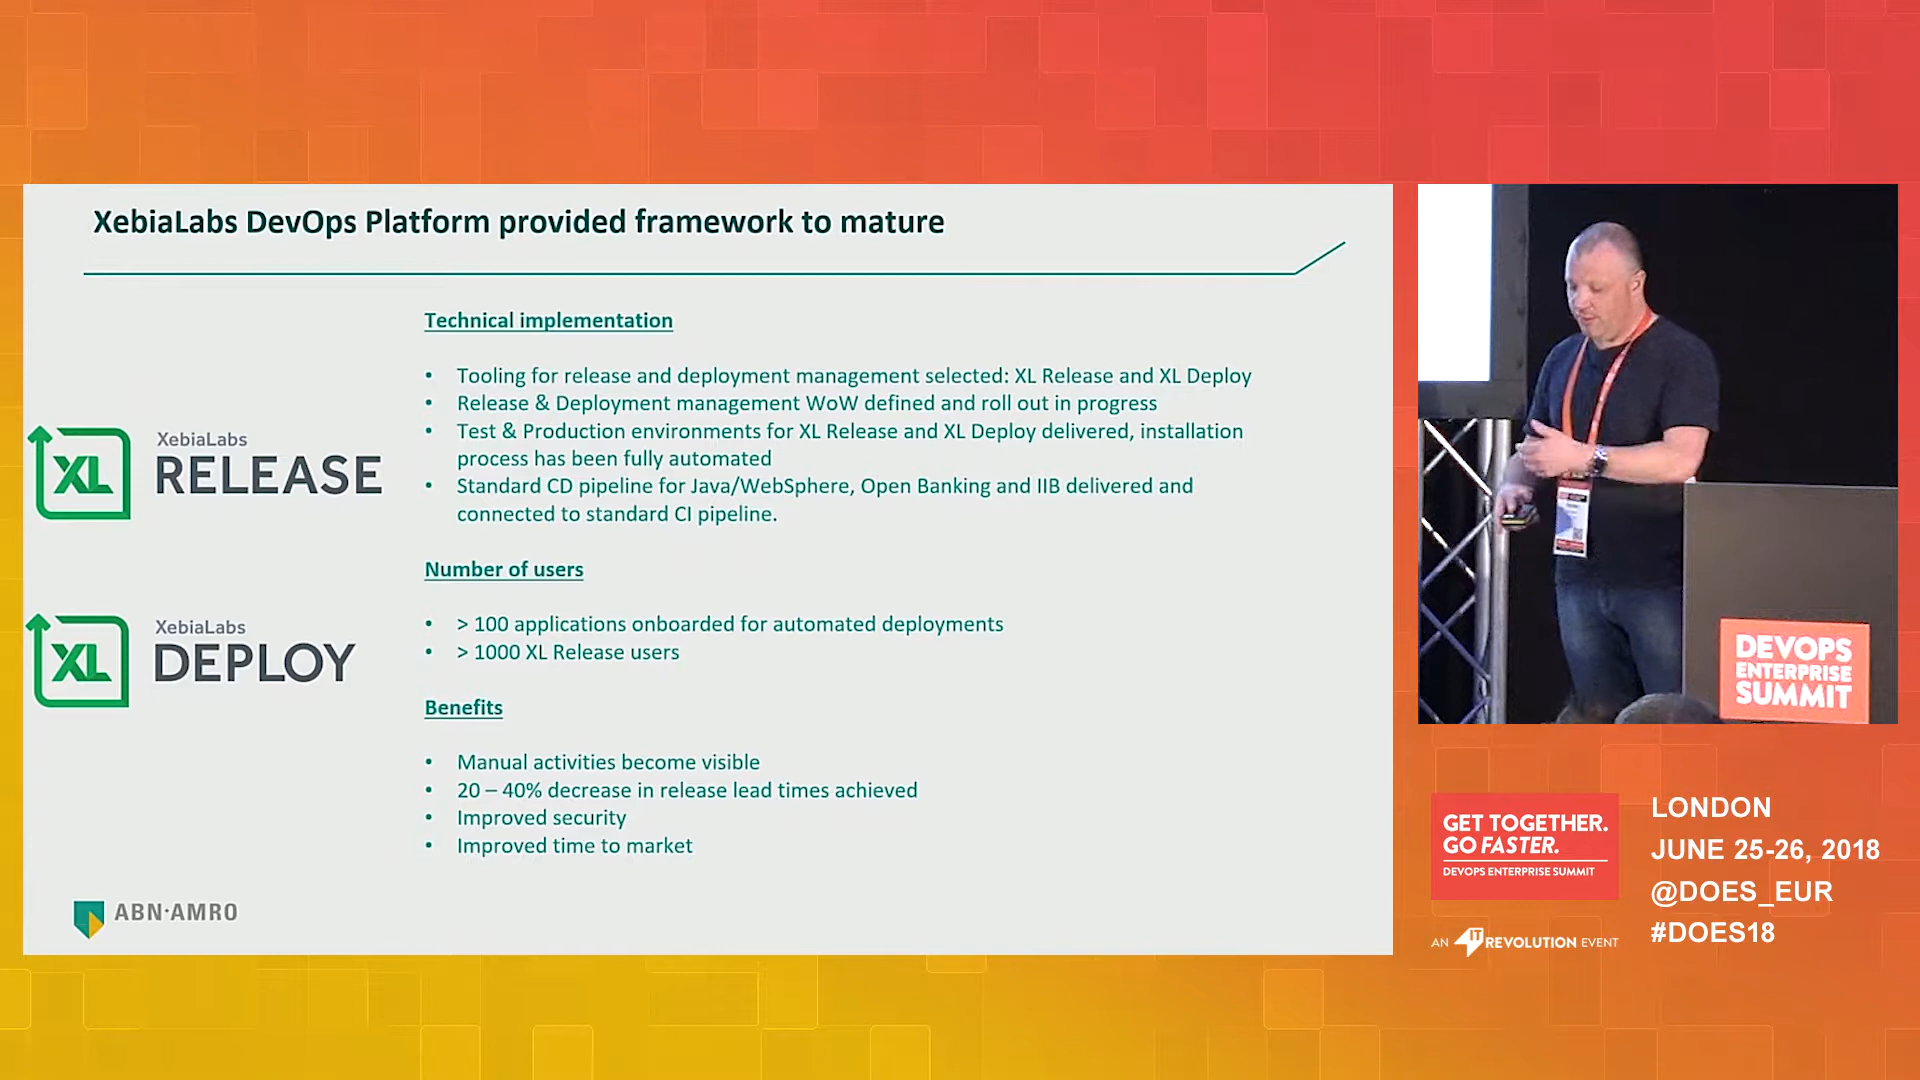 XebiaLabs DevOps Platform provided framework to mature
Technical implementation
• Tooling for release and deployment management selected: XL Release and XL Deploy
• Release & Deployment management WoW defined and roll out in progress
• Test & Production environments for XL Release and XL Deploy delivered, installation
process has been fully automated
• Standard CD pipeline for Java/WebSphere, Open Banking and IIB delivered and
connected to standard CI pipeline.
XL
XebiaLabs
RELEASE
Number of users
• > 100 applications onboarded for automated deployments
• > 1000 XL Release users
XL
XebiaLabs
DEPLOY
Benefits
• Manual activities become visible
• 20 – 40% decrease in release lead times achieved
• Improved security
• Improved time to market
ABN·AMRO
DEVOPS
ENTERPRISE
SUMMIT
GET TOGETHER.
GO FASTER.
DEVOPS ENTERPRISE SUMMIT
AN IT REVOLUTION EVENT
LONDON
JUNE 25-26, 2018
@DOES_EUR
#DOES18